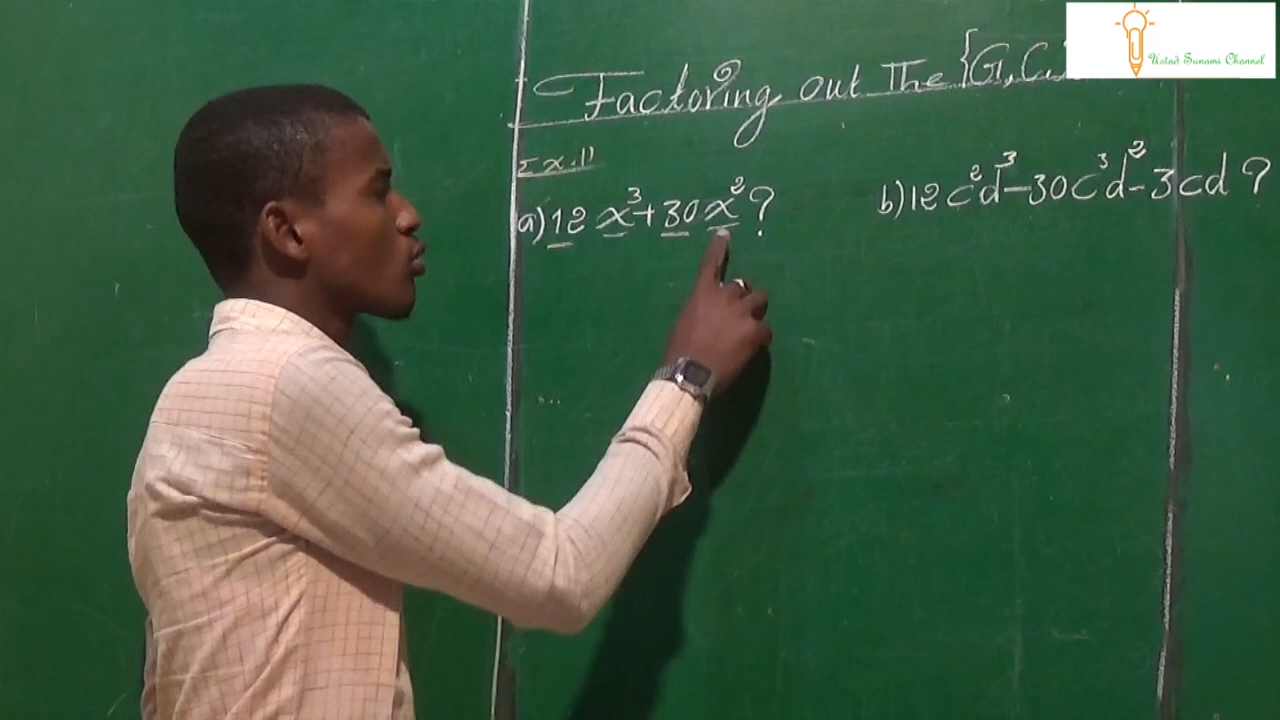 Ustad Sunami Channel
Factoring out The {G, C.
Ex.1)
a) 12x³+30x²?
b) 12c²d³-30c³d²-3cd?